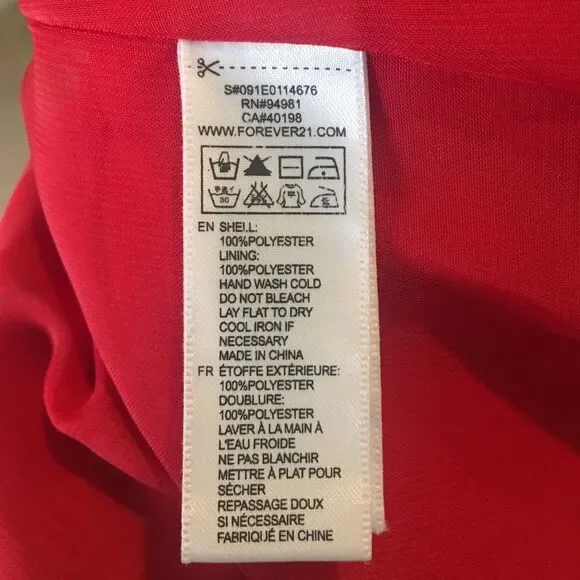 S#091E0114676
RN#94981
CA#40198
WWW.FOREVER21.COM
手洗イ
30
EN SHELL:
100%POLYESTER
LINING:
100%POLYESTER
HAND WASH COLD
DO NOT BLEACH
LAY FLAT TO DRY
COOL IRON IF
NECESSARY
MADE IN CHINA
FR ÉTOFFE EXTÉRIEURE:
100%POLYESTER
DOUBLURE:
100%POLYESTER
LAVER À LA MAIN À
L'EAU FROIDE
NE PAS BLANCHIR
METTRE À PLAT POUR
SÉCHER
REPASSAGE DOUX
SI NÉCESSAIRE
FABRIQUÉ EN CHINE